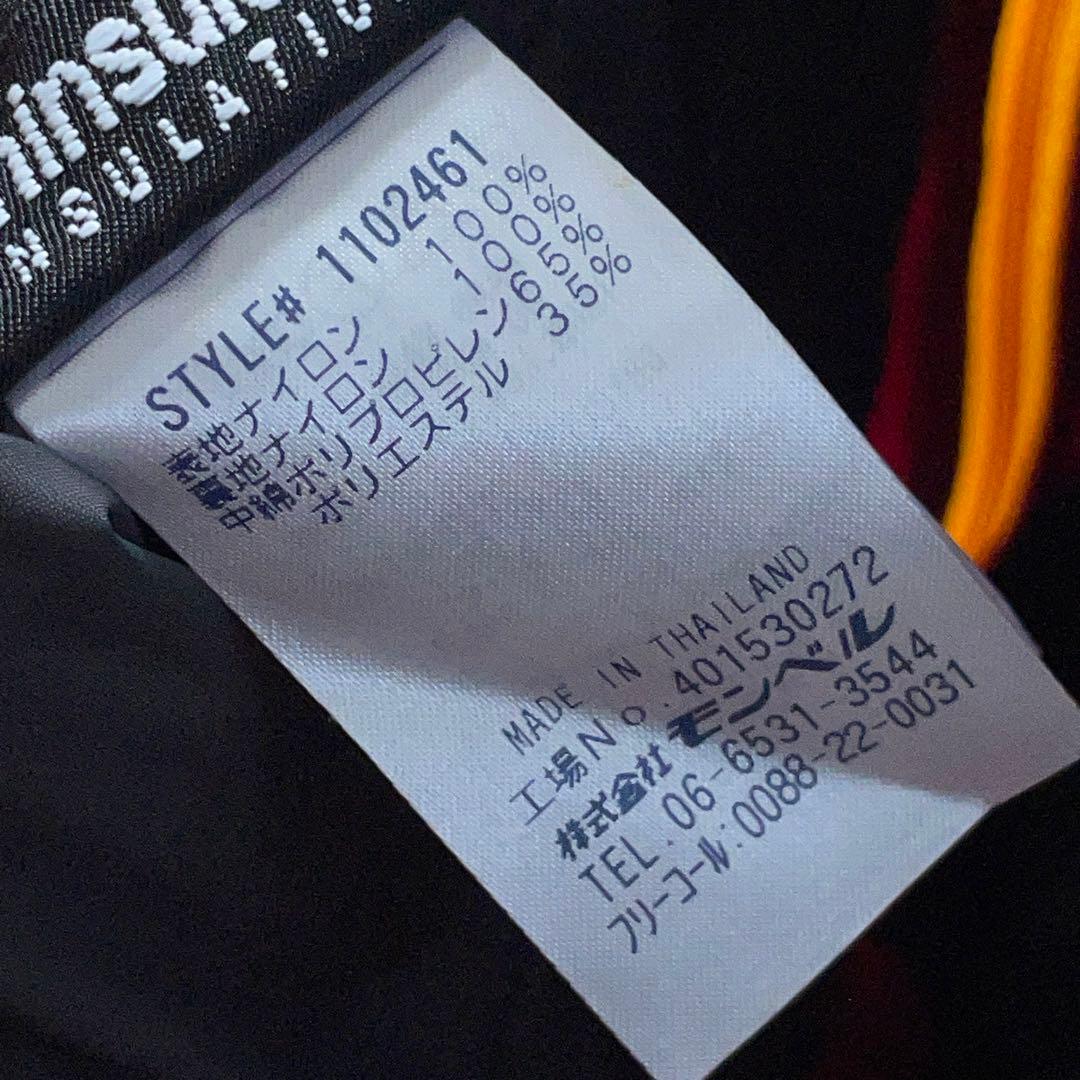 insul
NSULATIO
STYLE# 1102461
表地ナイロン 100%
裏地ナイロン 100%
中綿ポリプロピレン65%
ポリエステル 35%
MADE IN THAILAND
工場No.401530272
株式会社モンベル
TEL. 06-6531-3544
フリーコール:0088-22-0031